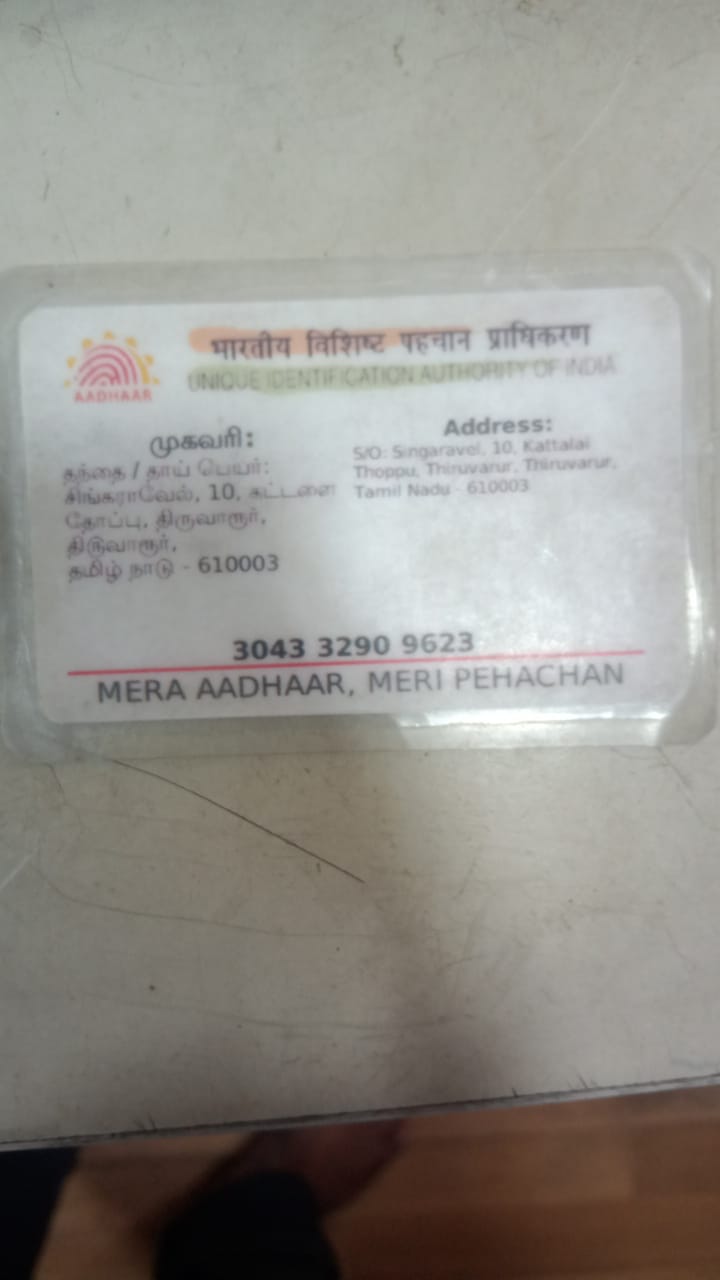 भारतीय विशिष्ट पहचान प्राधिकरण
UNIQUE IDENTIFICATION AUTHORITY OF INDIA
AADHAAR
முகவரி:
தந்தை / தாய் பெயர்:
சிங்காரவேல், 10, கட்டளை
தோப்பு, திருவாரூர்,
திருவாரூர்,
தமிழ் நாடு - 610003
Address:
S/O: Singaravel, 10, Kattalai
Thoppu, Thiruvarur, Thiruvarur,
Tamil Nadu - 610003
3043 3290 9623
MERA AADHAAR, MERI PEHACHAN